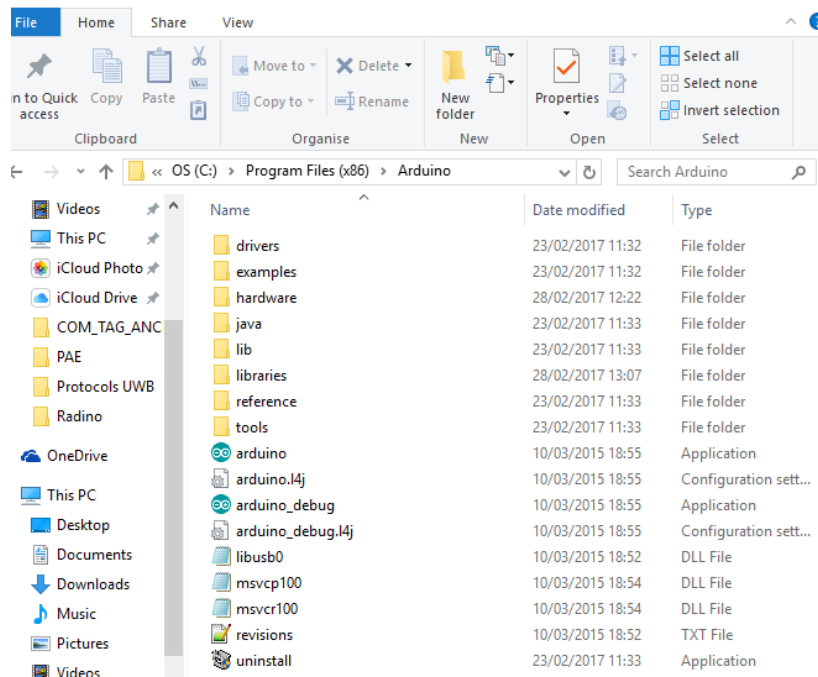 File Home Share View
Move to Delete Select all
n to Quick access Copy Paste Copy to Rename New folder Properties Select none
Invert selection
Clipboard Organise New Open Select
« OS (C:) > Program Files (x86) > Arduino Search Arduino
Videos Name Date modified Type
This PC drivers 23/02/2017 11:32 File folder
iCloud Photo examples 23/02/2017 11:32 File folder
iCloud Drive hardware 28/02/2017 12:22 File folder
COM_TAG_ANC java 23/02/2017 11:33 File folder
PAE lib 23/02/2017 11:33 File folder
Protocols UWB libraries 28/02/2017 13:07 File folder
Radino reference 23/02/2017 11:33 File folder
tools 23/02/2017 11:33 File folder
OneDrive arduino 10/03/2015 18:55 Application
arduino.l4j 10/03/2015 18:55 Configuration sett...
This PC arduino_debug 10/03/2015 18:55 Application
Desktop arduino_debug.l4j 10/03/2015 18:55 Configuration sett...
Documents libusb0 10/03/2015 18:52 DLL File
Downloads msvcp100 10/03/2015 18:54 DLL File
Music msvcr100 10/03/2015 18:54 DLL File
Pictures revisions 10/03/2015 18:52 TXT File
Videos uninstall 23/02/2017 11:33 Application